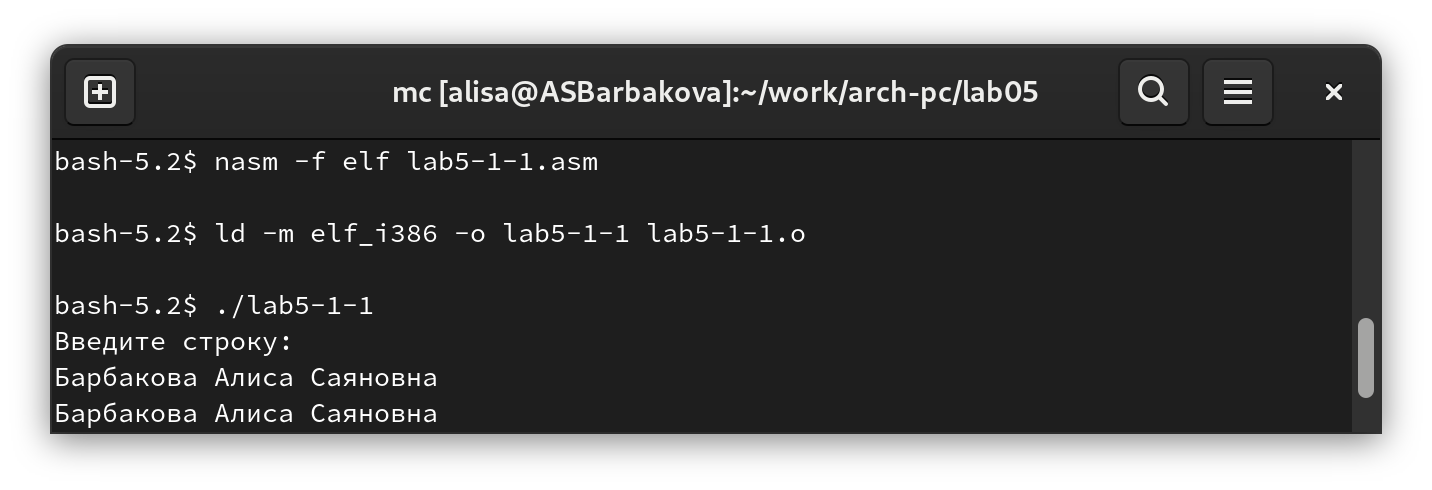 mc [alisa@ASBarbakova]:~/work/arch-pc/lab05
bash-5.2$ nasm -f elf lab5-1-1.asm
bash-5.2$ ld -m elf_i386 -o lab5-1-1 lab5-1-1.o
bash-5.2$ ./lab5-1-1
Введите строку:
Барбакова Алиса Саяновна
Барбакова Алиса Саяновна